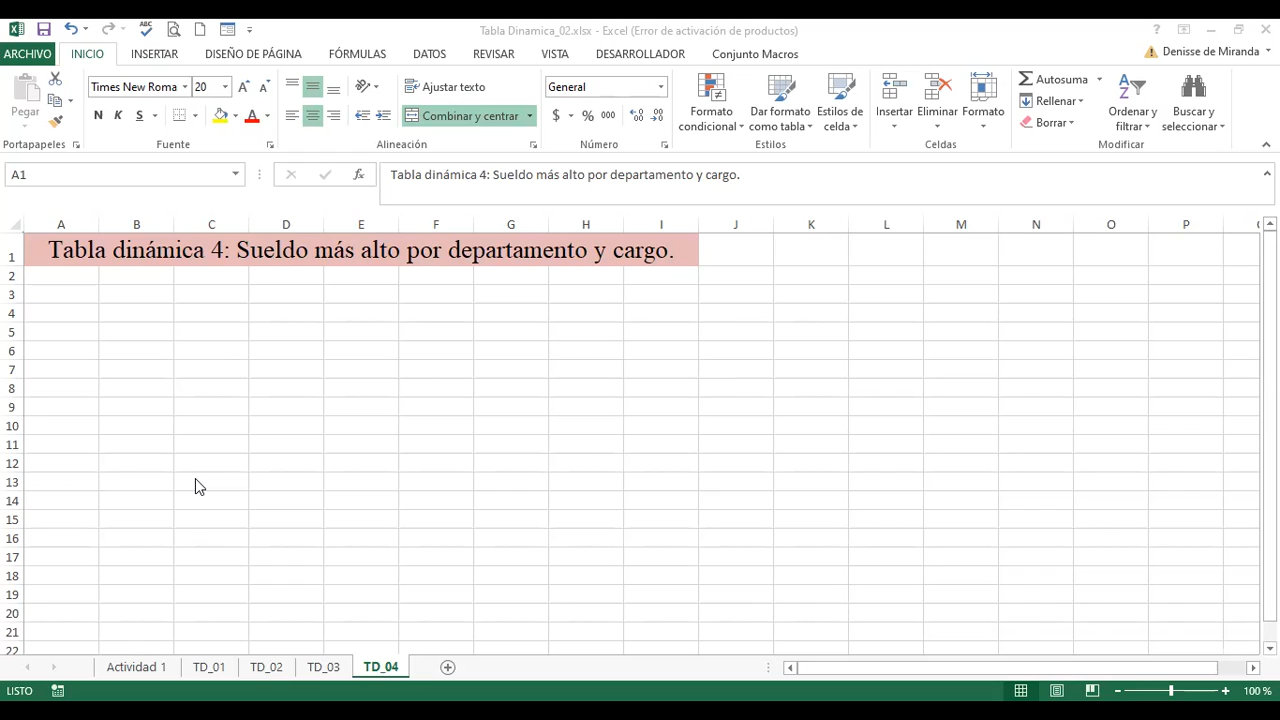 Tabla Dinamica_02.xlsx - Excel (Error de activación de productos)
ARCHIVO INICIO INSERTAR DISEÑO DE PÁGINA FÓRMULAS DATOS REVISAR VISTA DESARROLLADOR Conjunto Macros Denisse de Miranda
Pegar
Times New Roma 20
N K S
Ajustar texto
Combinar y centrar
General
$ % 000
Formato condicional
Dar formato como tabla
Estilos de celda
Insertar Eliminar Formato
Autosuma
Rellenar
Borrar
Ordenar y filtrar
Buscar y seleccionar
Portapapeles Fuente Alineación Número Estilos Celdas Modificar
A1 fx Tabla dinámica 4: Sueldo más alto por departamento y cargo.
A B C D E F G H I J K L M N O P
1 Tabla dinámica 4: Sueldo más alto por departamento y cargo.
2
3
4
5
6
7
8
9
10
11
12
13
14
15
16
17
18
19
20
21
22
Actividad 1 TD_01 TD_02 TD_03 TD_04
LISTO 100 %